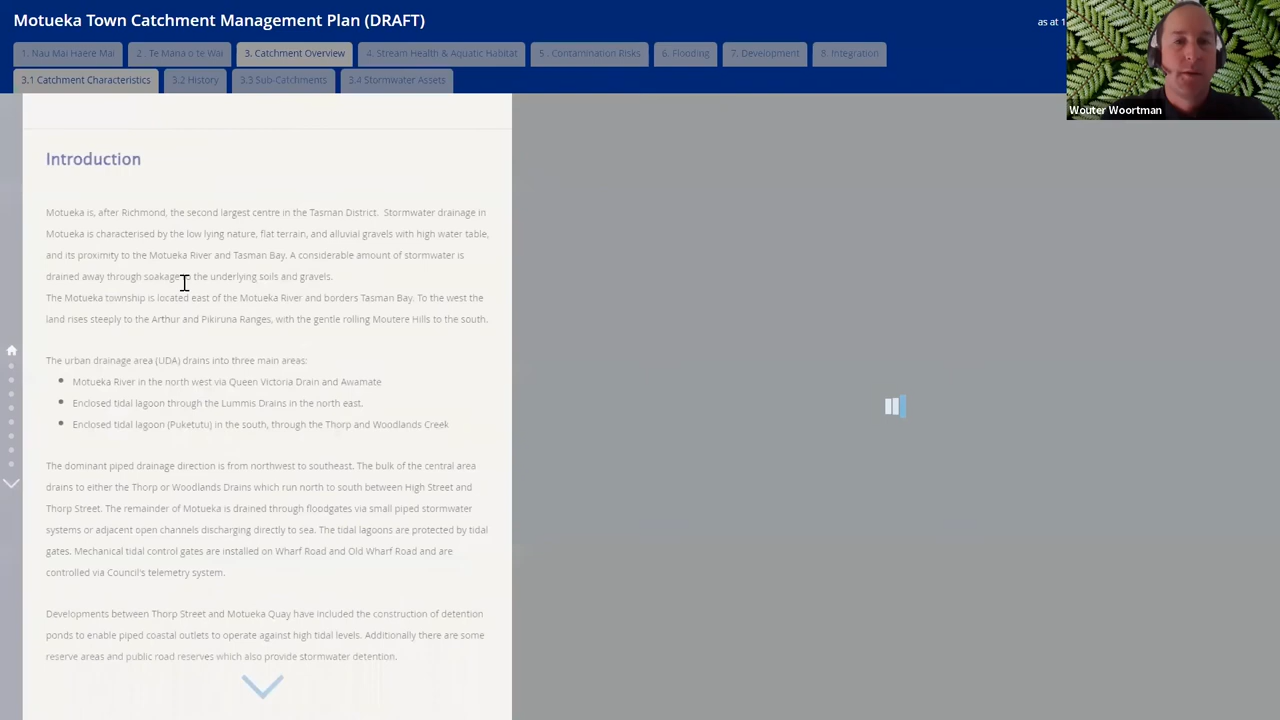 Motueka Town Catchment Management Plan (DRAFT)
as at 1
1. Nau Mai Haere Mai
2 . Te Mana o te Wai
3. Catchment Overview
4. Stream Health & Aquatic Habitat
5 . Contamination Risks
6. Flooding
7. Development
8. Integration
3.1 Catchment Characteristics
3.2 History
3.3 Sub-Catchments
3.4 Stormwater Assets
Wouter Woortman
Introduction
Motueka is, after Richmond, the second largest centre in the Tasman District. Stormwater drainage in
Motueka is characterised by the low lying nature, flat terrain, and alluvial gravels with high water table,
and its proximity to the Motueka River and Tasman Bay. A considerable amount of stormwater is
drained away through soakage to the underlying soils and gravels.
The Motueka township is located east of the Motueka River and borders Tasman Bay. To the west the
land rises steeply to the Arthur and Pikiruna Ranges, with the gentle rolling Moutere Hills to the south.
The urban drainage area (UDA) drains into three main areas:
Motueka River in the north west via Queen Victoria Drain and Awamate
Enclosed tidal lagoon through the Lummis Drains in the north east.
Enclosed tidal lagoon (Puketutu) in the south, through the Thorp and Woodlands Creek
The dominant piped drainage direction is from northwest to southeast. The bulk of the central area
drains to either the Thorp or Woodlands Drains which run north to south between High Street and
Thorp Street. The remainder of Motueka is drained through floodgates via small piped stormwater
systems or adjacent open channels discharging directly to sea. The tidal lagoons are protected by tidal
gates. Mechanical tidal control gates are installed on Wharf Road and Old Wharf Road and are
controlled via Council's telemetry system.
Developments between Thorp Street and Motueka Quay have included the construction of detention
ponds to enable piped coastal outlets to operate against high tidal levels. Additionally there are some
reserve areas and public road reserves which also provide stormwater detention.